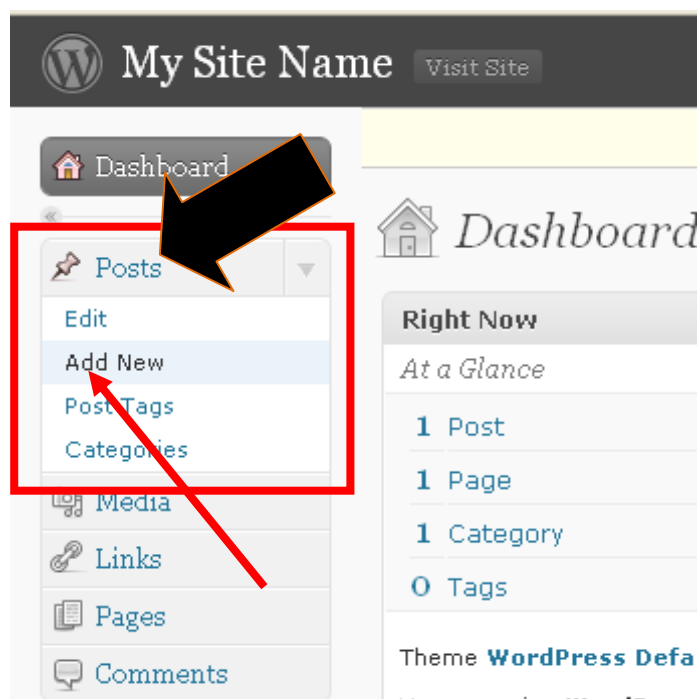 My Site Name Visit Site
Dashboard
Posts
Edit
Add New
Post Tags
Categories
Media
Links
Pages
Comments
Dashboard
Right Now
At a Glance
1 Post
1 Page
1 Category
0 Tags
Theme WordPress Defa